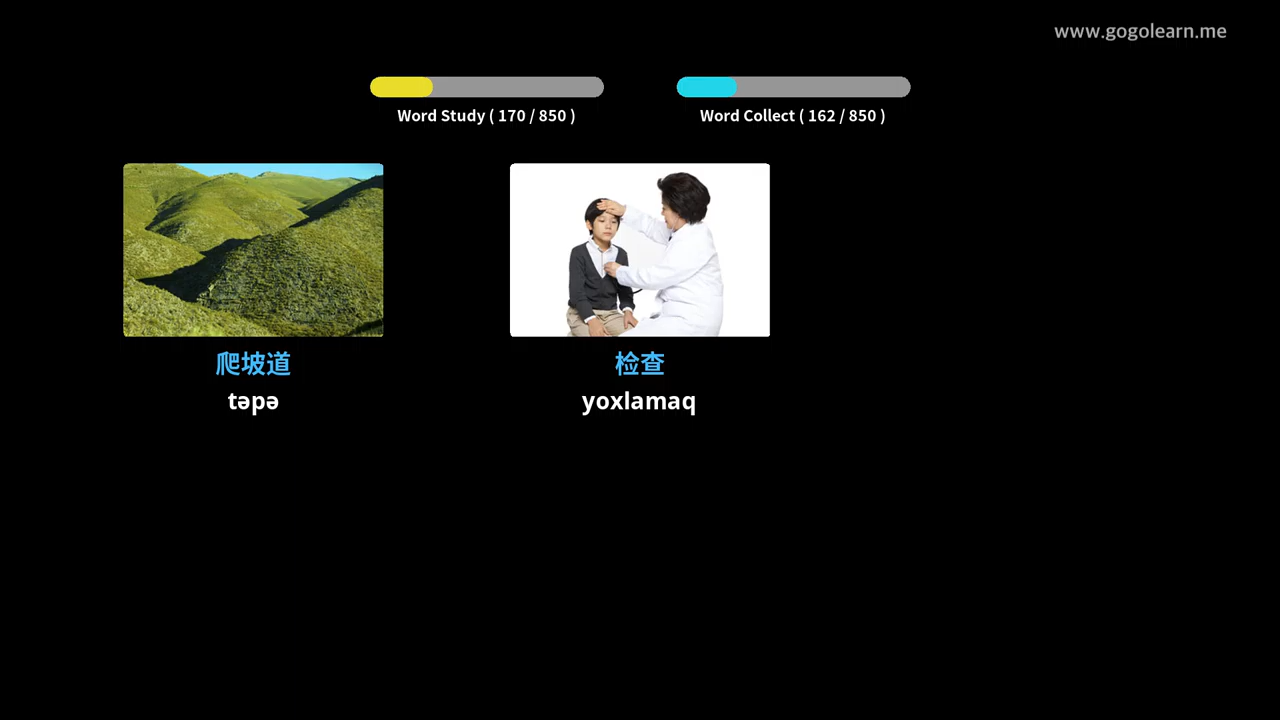 www.gogolearn.me
Word Study ( 170 / 850 )
Word Collect ( 162 / 850 )
爬坡道
təpə
检查
yoxlamaq